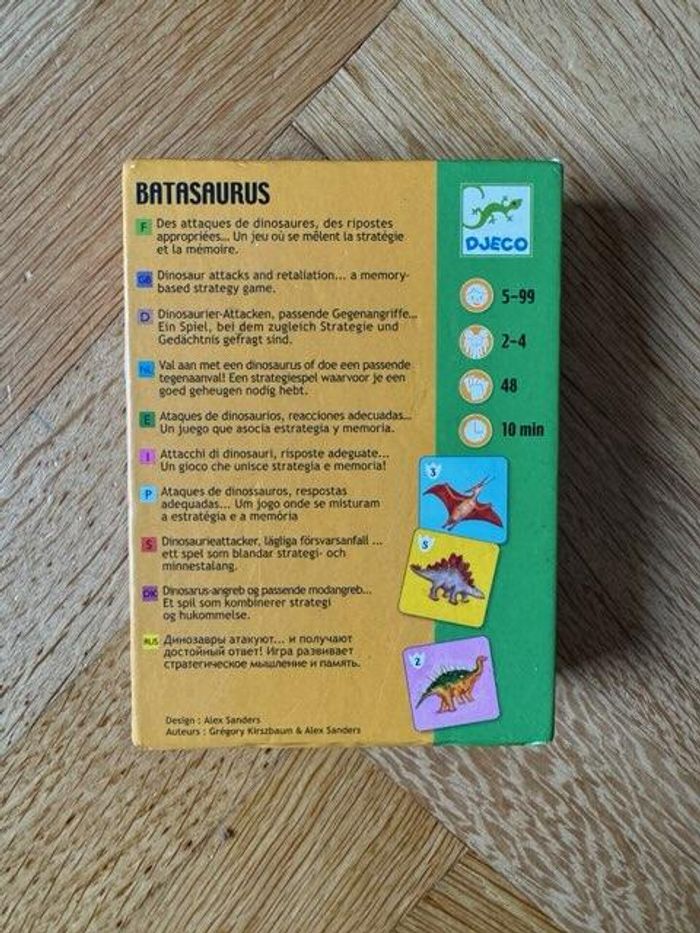 BATASAURUS
F Des attaques de dinosaures, des ripostes
appropriées... Un jeu où se mêlent la stratégie
et la mémoire.
GB Dinosaur attacks and retaliation... a memory-
based strategy game.
D Dinosaurier-Attacken, passende Gegenangriffe...
Ein Spiel, bei dem zugleich Strategie und
Gedächtnis gefragt sind.
NL Val aan met een dinosaurus of doe een passende
tegenaanval! Een strategiespel waarvoor je een
goed geheugen nodig hebt.
E Ataques de dinosaurios, reacciones adecuadas...
Un juego que asocia estrategia y memoria.
I Attacchi di dinosauri, risposte adeguate...
Un gioco che unisce strategia e memoria!
P Ataques de dinossauros, respostas
adequadas... Um jogo onde se misturam
a estratégia e a memória
S Dinosaurieattacker, lägliga försvarsanfall ...
ett spel som blandar strategi- och
minnestalang.
DK Dinosarus-angreb og passende modangreb...
Et spil som kombinerer strategi
og hukommelse.
RUS Динозавры атакуют... и получают
достойный ответ! Игра развивает
стратегическое мышление и память.
Design : Alex Sanders
Auteurs : Grégory Kirszbaum & Alex Sanders
DJECO
5-99
2-4
48
10 min
3
5
2